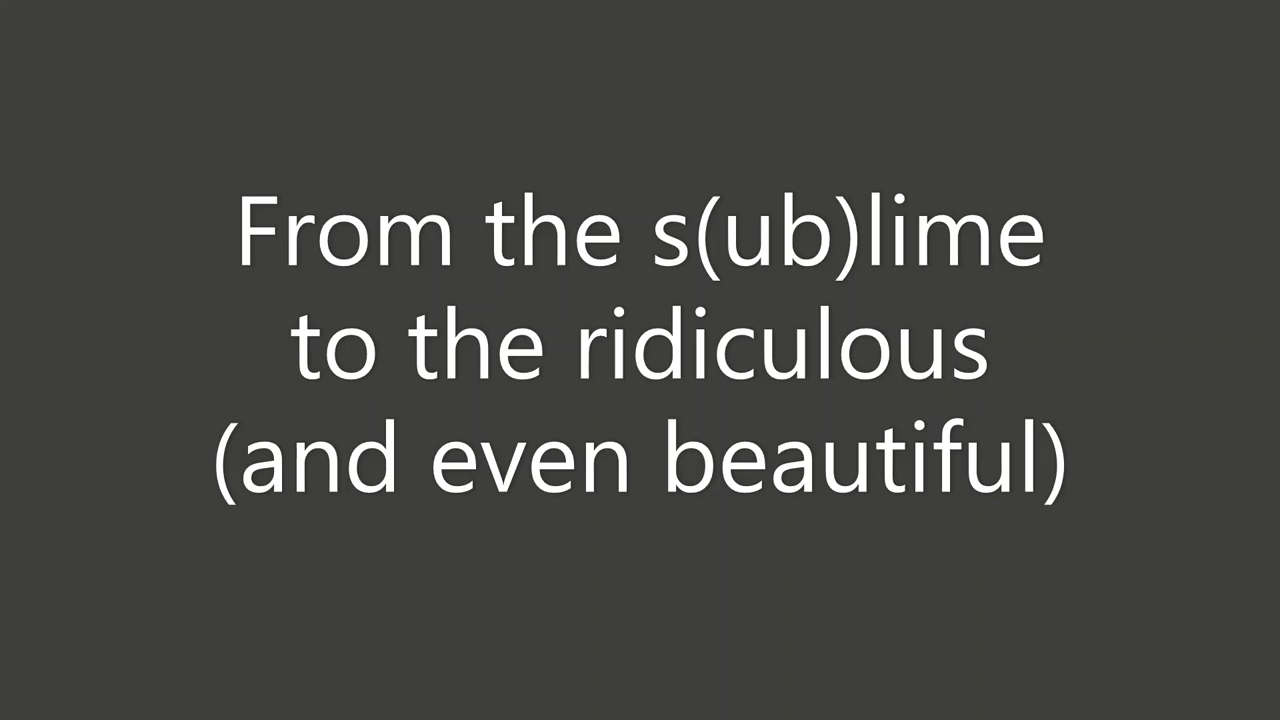 From the s(ub)lime
to the ridiculous
(and even beautiful)